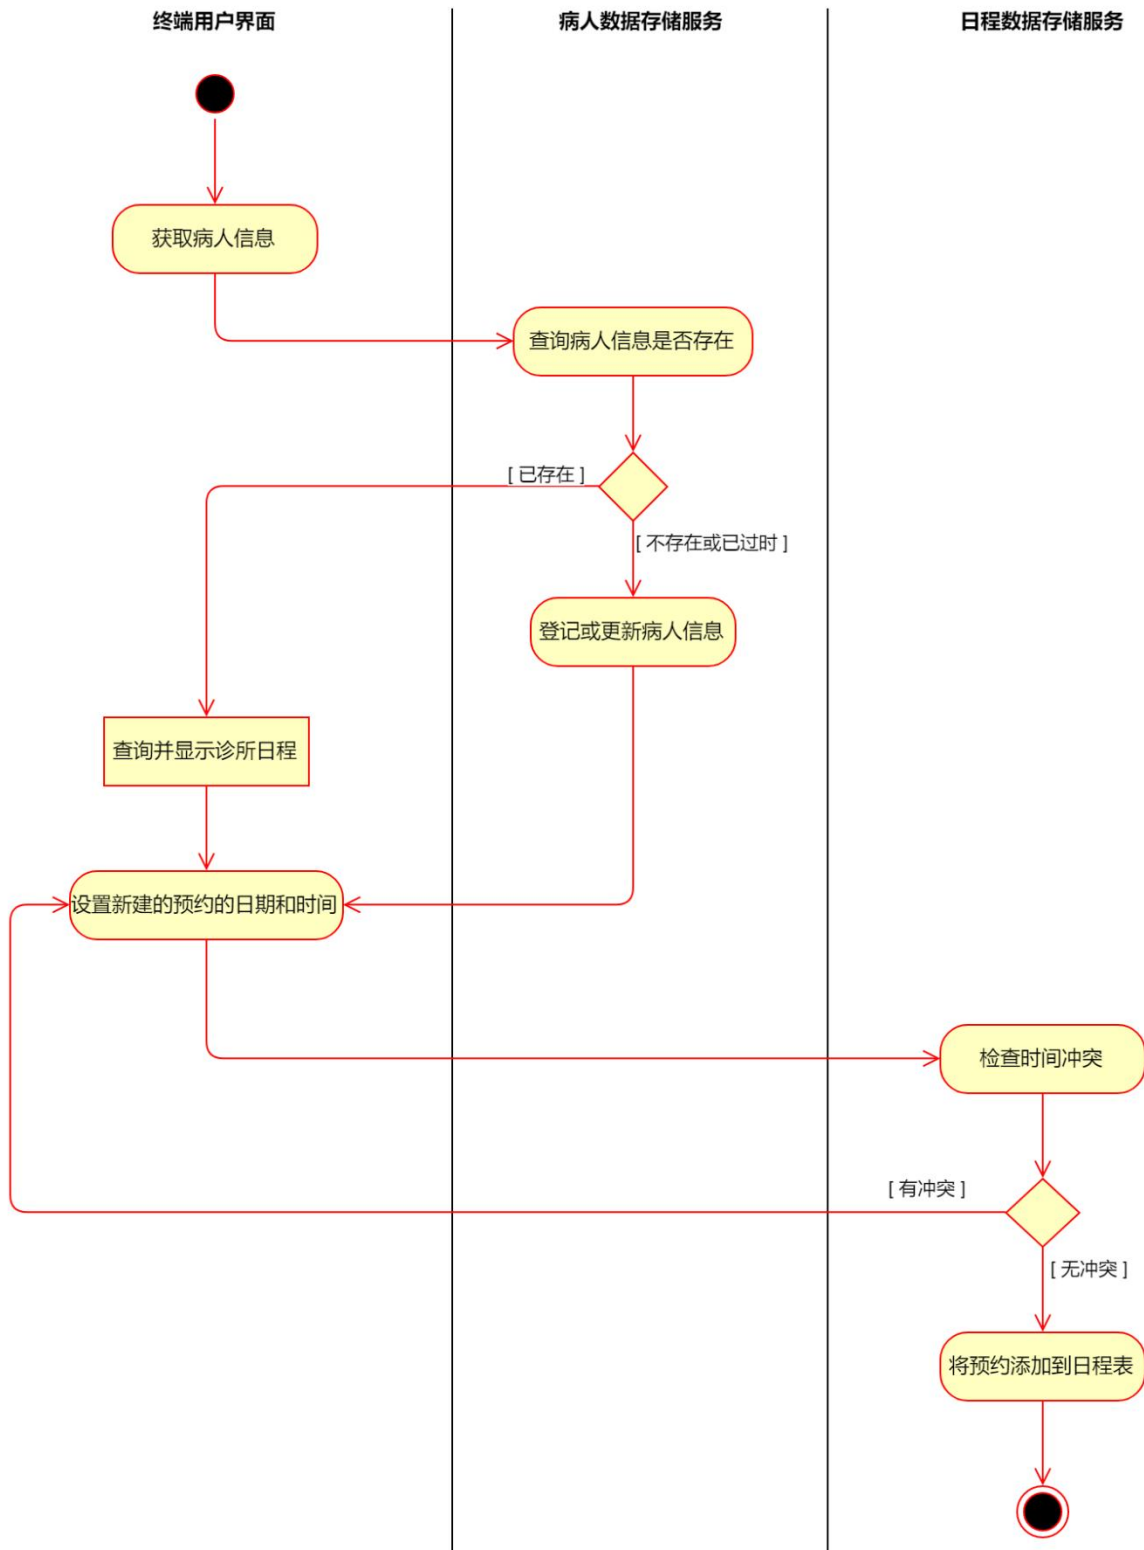 终端用户界面
病人数据存储服务
日程数据存储服务
获取病人信息
查询病人信息是否存在
[ 已存在 ]
[ 不存在或已过时 ]
登记或更新病人信息
查询并显示诊所日程
设置新建的预约的日期和时间
检查时间冲突
[ 有冲突 ]
[ 无冲突 ]
将预约添加到日程表